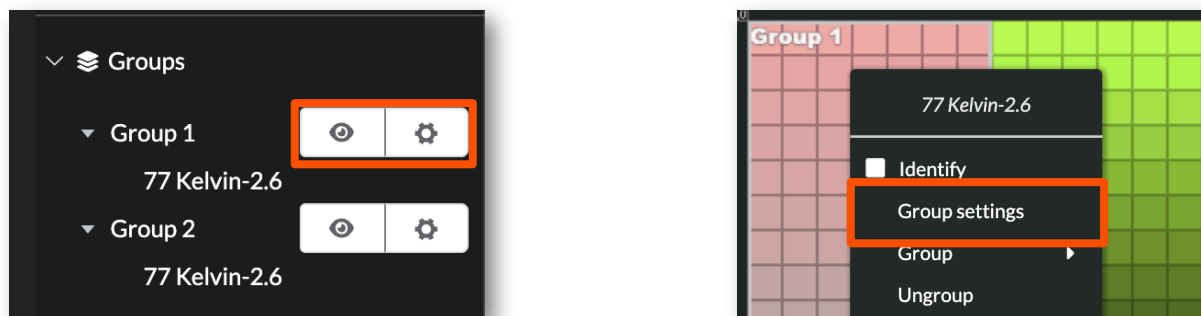 Groups
Group 1
77 Kelvin-2.6
Group 2
77 Kelvin-2.6
Group 1
77 Kelvin-2.6
Identify
Group settings
Group
Ungroup